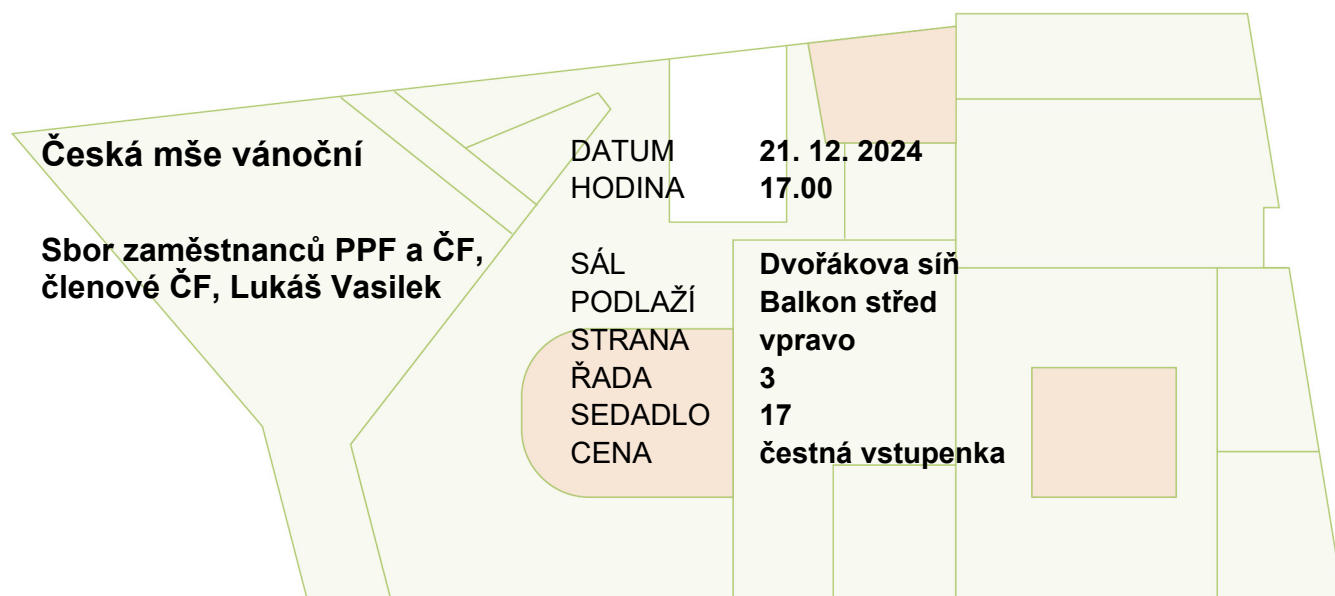 Česká mše vánoční
Sbor zaměstnanců PPF a ČF,
členové ČF, Lukáš Vasilek
DATUM 21. 12. 2024
HODINA 17.00
SÁL Dvořákova síň
PODLAŽÍ Balkon střed
STRANA vpravo
ŘADA 3
SEDADLO 17
CENA čestná vstupenka